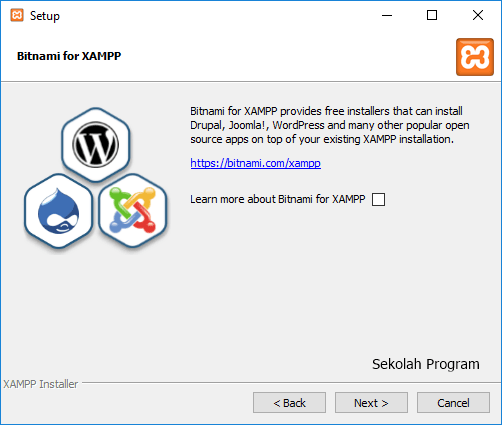 Setup
Bitnami for XAMPP
Bitnami for XAMPP provides free installers that can install
Drupal, Joomla!, WordPress and many other popular open
source apps on top of your existing XAMPP installation.
https://bitnami.com/xampp
Learn more about Bitnami for XAMPP
Sekolah Program
XAMPP Installer
< Back
Next >
Cancel